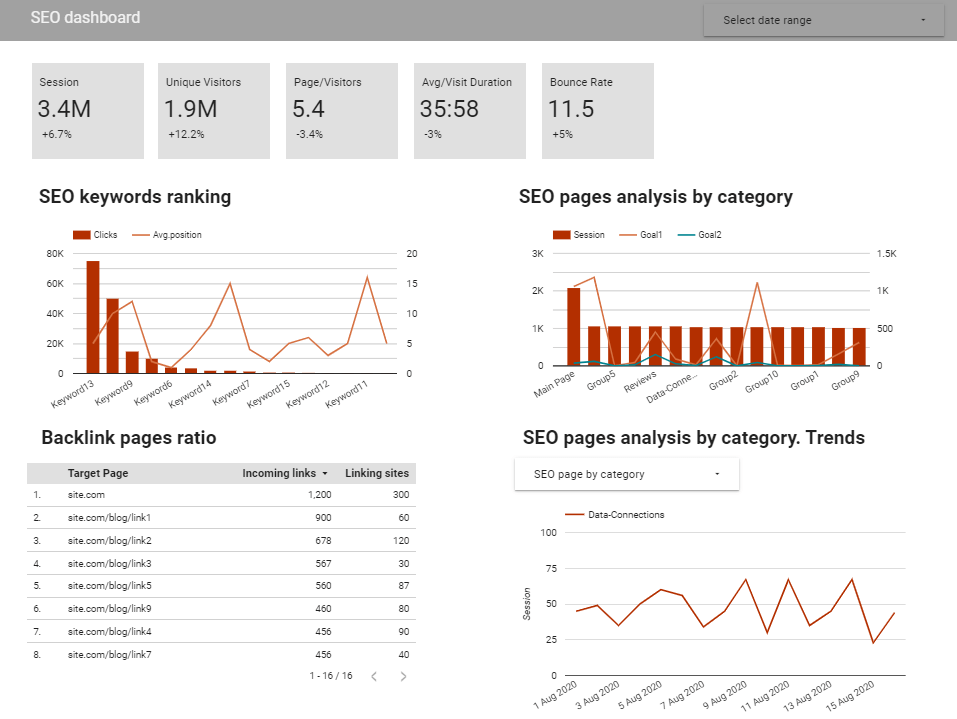 SEO dashboard
Select date range
Session
3.4M
+6.7%
Unique Visitors
1.9M
+12.2%
Page/Visitors
5.4
-3.4%
Avg/Visit Duration
35:58
-3%
Bounce Rate
11.5
+5%
SEO keywords ranking
Clicks Avg.position
80K 20
60K 15
40K 10
20K 5
0 0
Keyword13 Keyword9 Keyword6 Keyword14 Keyword7 Keyword15 Keyword12 Keyword11
SEO pages analysis by category
Session Goal1 Goal2
3K 1.5K
2K 1K
1K 500
0 0
Main Page Group5 Reviews Data-Conne... Group2 Group10 Group1 Group9
Backlink pages ratio
Target Page Incoming links Linking sites
1. site.com 1,200 300
2. site.com/blog/link1 900 60
3. site.com/blog/link2 678 120
4. site.com/blog/link3 567 30
5. site.com/blog/link5 560 87
6. site.com/blog/link9 460 80
7. site.com/blog/link4 456 90
8. site.com/blog/link7 456 40
1 - 16 / 16
SEO pages analysis by category. Trends
SEO page by category
Data-Connections
Session
100
75
50
25
0
1 Aug 2020 3 Aug 2020 5 Aug 2020 7 Aug 2020 9 Aug 2020 11 Aug 2020 13 Aug 2020 15 Aug 2020